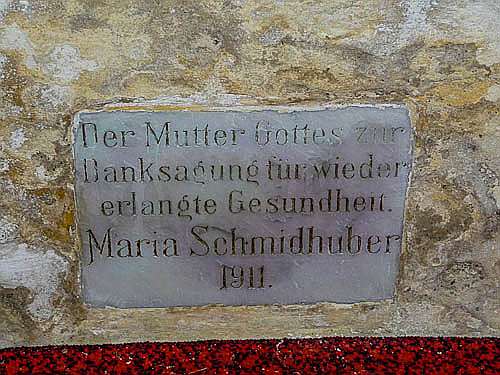 Der Mutter Gottes zur
Danksagung für wieder
erlangte Gesundheit.
Maria Schmidhuber
1911.